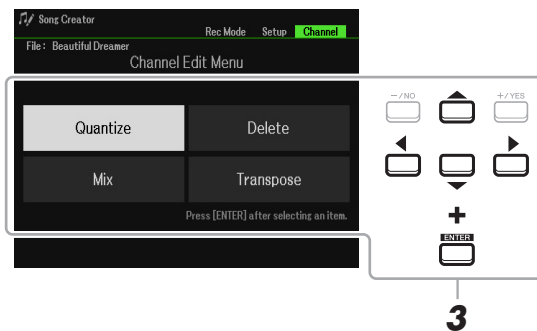 Song Creator
Rec Mode Setup Channel
File: Beautiful Dreamer
Channel Edit Menu
Quantize Delete
Mix Transpose
Press [ENTER] after selecting an item.
−/NO +/YES
+
ENTER
3